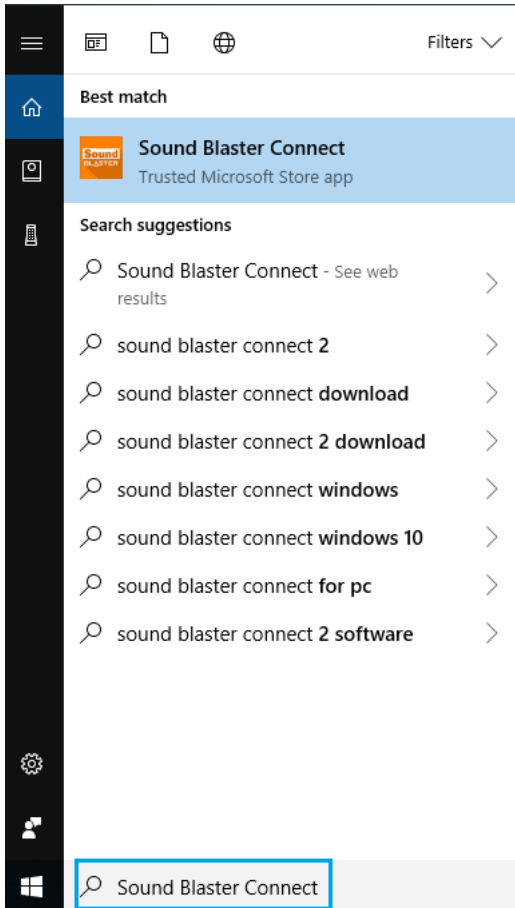 Filters
Best match
Sound BLASTER
Sound Blaster Connect
Trusted Microsoft Store app
Search suggestions
Sound Blaster Connect - See web
results
sound blaster connect 2
sound blaster connect download
sound blaster connect 2 download
sound blaster connect windows
sound blaster connect windows 10
sound blaster connect for pc
sound blaster connect 2 software
Sound Blaster Connect